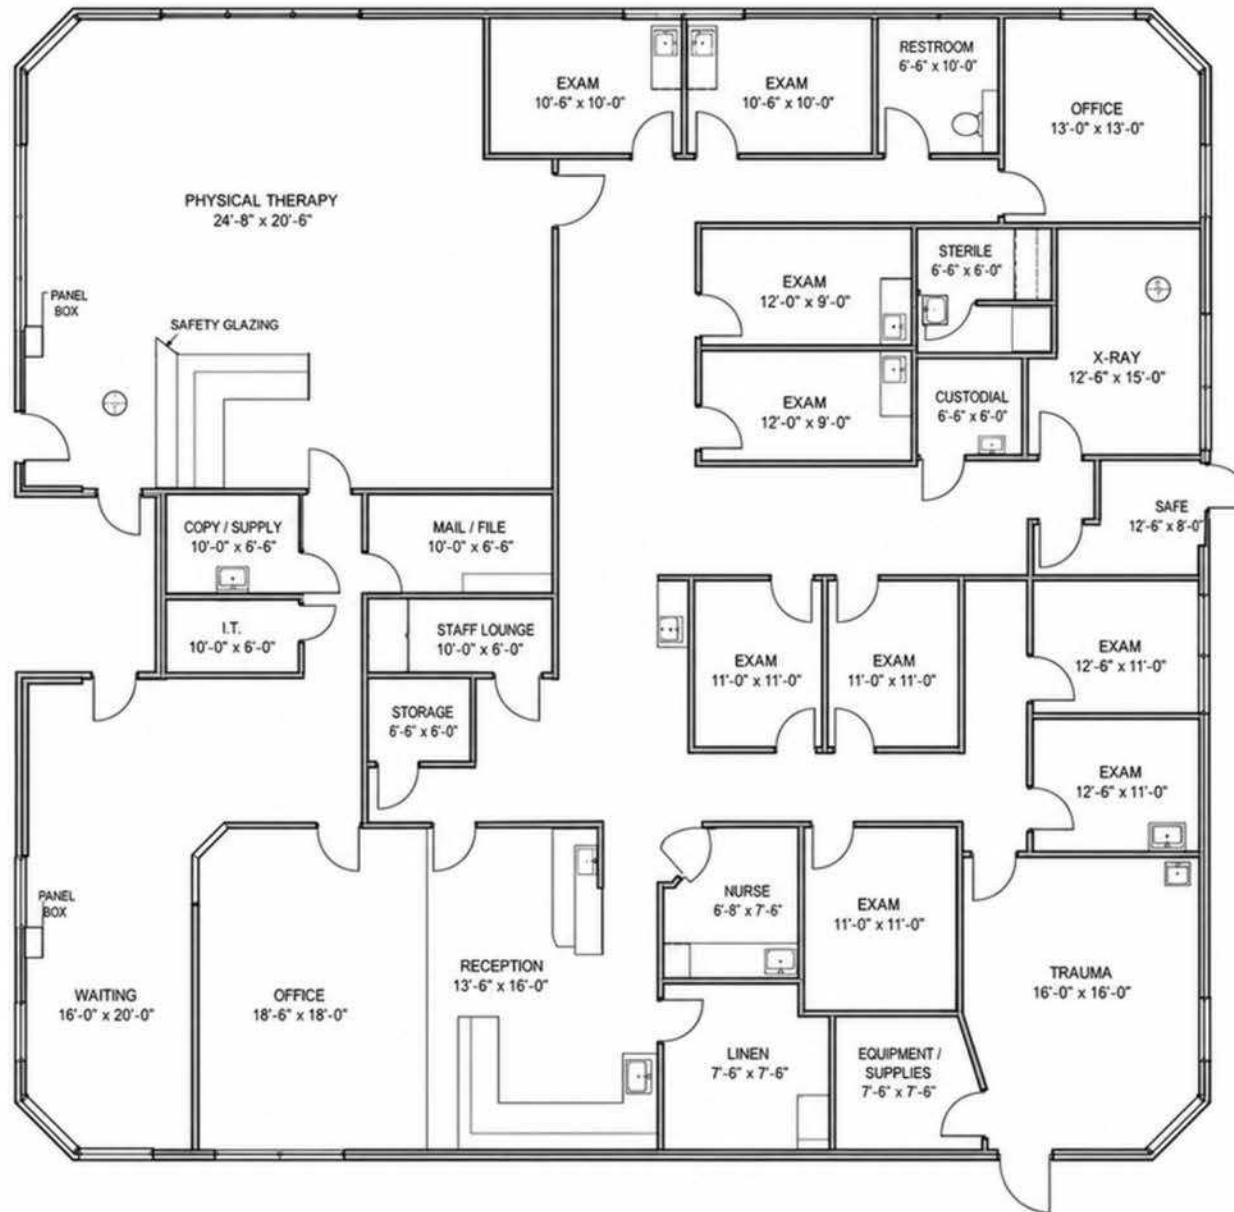 EXAM
10'-6" x 10'-0"
EXAM
10'-6" x 10'-0"
RESTROOM
6'-6" x 10'-0"
OFFICE
13'-0" x 13'-0"
PHYSICAL THERAPY
24'-8" x 20'-6"
PANEL
BOX
SAFETY GLAZING
EXAM
12'-0" x 9'-0"
STERILE
6'-6" x 6'-0"
X-RAY
12'-6" x 15'-0"
EXAM
12'-0" x 9'-0"
CUSTODIAL
6'-6" x 6'-0"
SAFE
12'-6" x 8'-0"
COPY / SUPPLY
10'-0" x 6'-6"
MAIL / FILE
10'-0" x 6'-6"
I.T.
10'-0" x 6'-0"
STAFF LOUNGE
10'-0" x 6'-0"
STORAGE
6'-6" x 6'-0"
EXAM
11'-0" x 11'-0"
EXAM
11'-0" x 11'-0"
EXAM
12'-6" x 11'-0"
EXAM
12'-6" x 11'-0"
PANEL
BOX
WAITING
16'-0" x 20'-0"
OFFICE
18'-6" x 18'-0"
RECEPTION
13'-6" x 16'-0"
NURSE
6'-8" x 7'-6"
EXAM
11'-0" x 11'-0"
TRAUMA
16'-0" x 16'-0"
LINEN
7'-6" x 7'-6"
EQUIPMENT /
SUPPLIES
7'-6" x 7'-6"